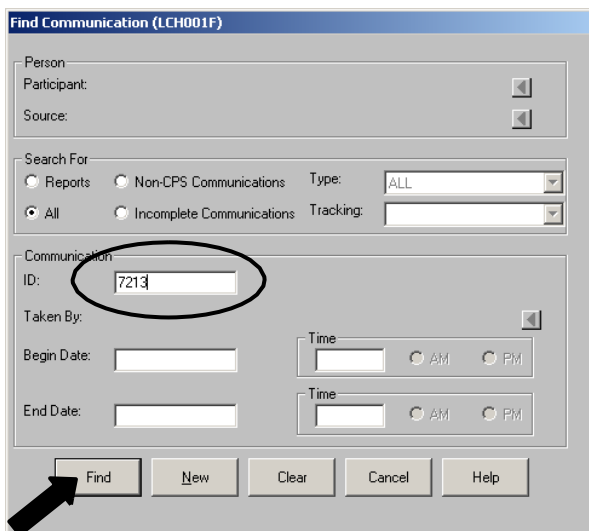 Find Communication (LCH001F)
Person
Participant:
Source:
Search For
Reports Non-CPS Communications Type: ALL
All Incomplete Communications Tracking:
Communication
ID: 7213
Taken By:
Time
Begin Date: AM PM
Time
End Date: AM PM
Find New Clear Cancel Help